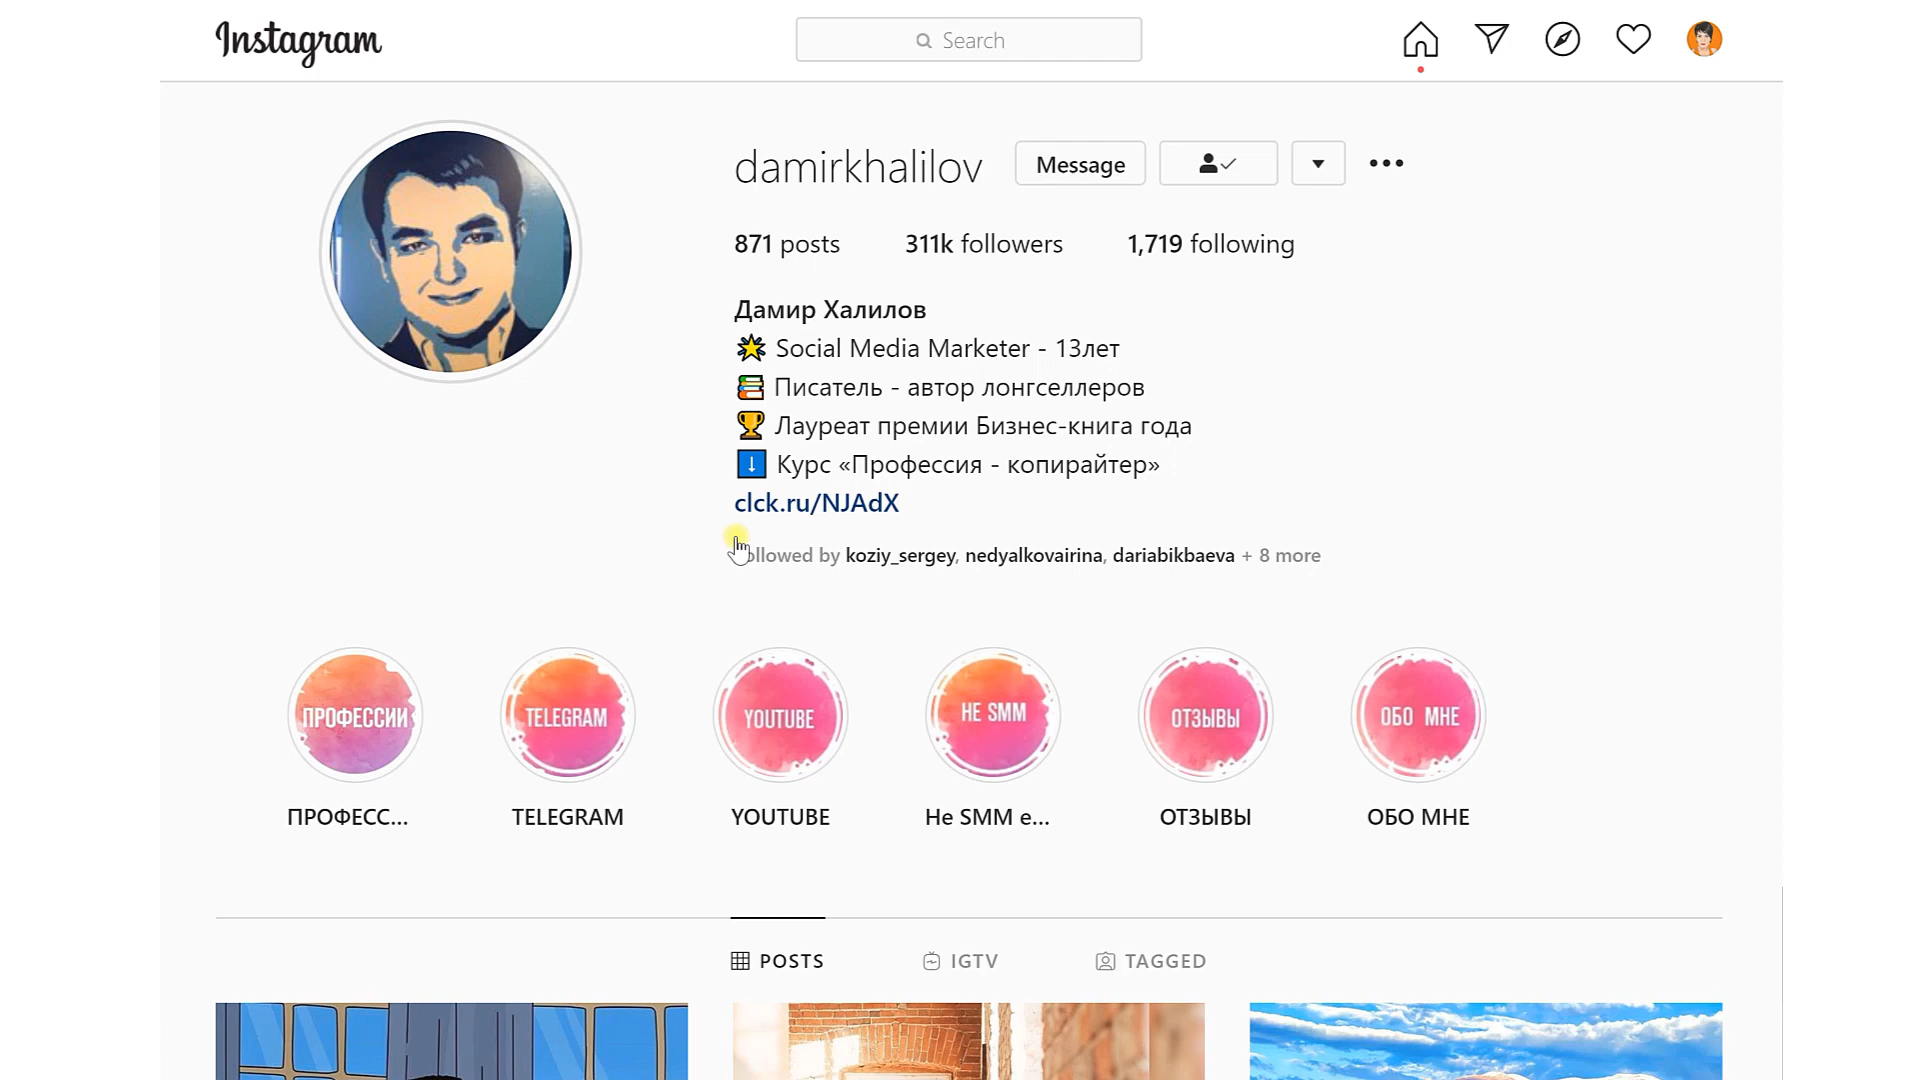 Instagram
Search
damirkhalilov
Message
871 posts 311k followers 1,719 following
Дамир Халилов
Social Media Marketer - 13лет
Писатель - автор лонгселлеров
Лауреат премии Бизнес-книга года
Курс «Профессия - копирайтер»
clck.ru/NJAdX
ollowed by koziy_sergey, nedyalkovairina, dariabikbaeva + 8 more
ПРОФЕССИИ TELEGRAM YOUTUBE НЕ SMM ОТЗЫВЫ ОБО МНЕ
ПРОФЕСС... TELEGRAM YOUTUBE Не SMM е... ОТЗЫВЫ ОБО МНЕ
POSTS IGTV TAGGED